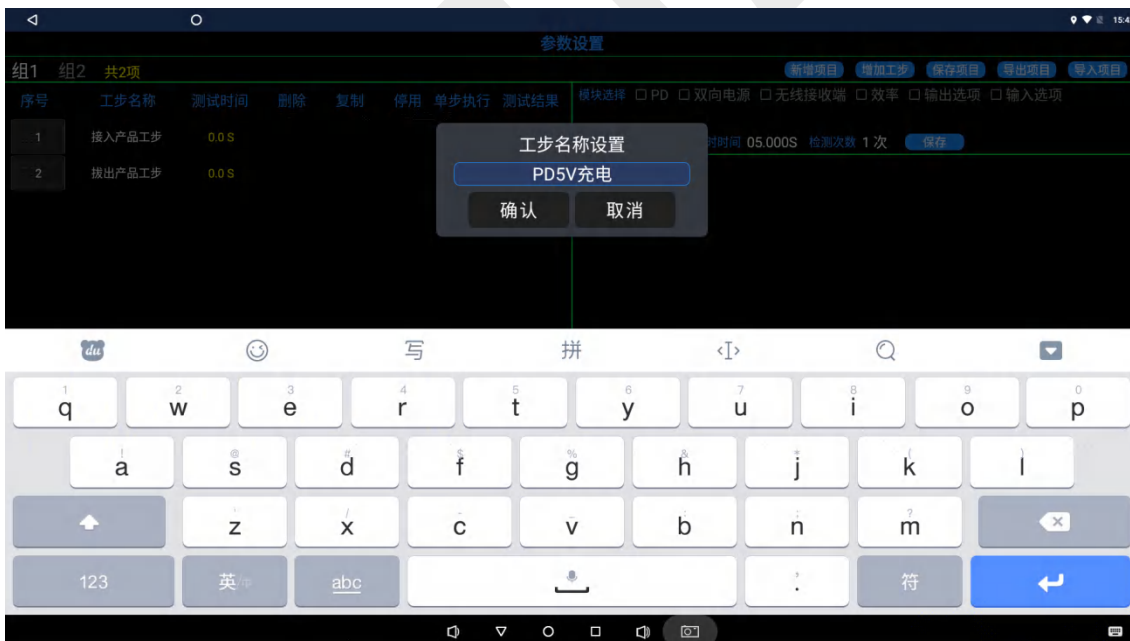 15:4
参数设置
组1 组2 共2项 新增项目 增加工步 保存项目 导出项目 导入项目
序号 工步名称 测试时间 删除 复制 停用 单步执行 测试结果 模块选择 PD 双向电源 无线接收端 效率 输出选项 输入选项
1 接入产品工步 0.0 S
时时间 05.000S 检测次数 1 次 保存
2 拔出产品工步 0.0 S
工步名称设置
PD5V充电
确认 取消
du 写 拼
1 2 3 4 5 6 7 8 9 0
q w e r t y u i o p
! @ # $ % & * ( )
a s d f g h j k l
z x c v b n m
123 英/中 abc 符